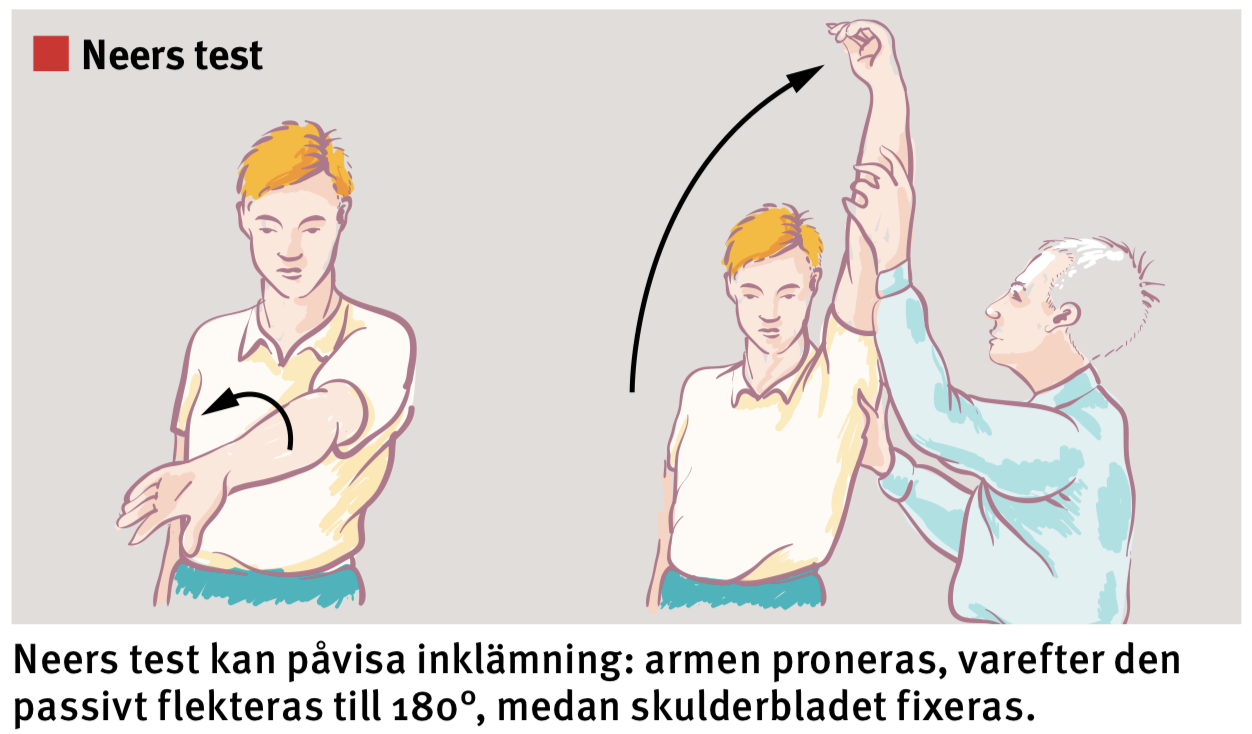 Neers test
Neers test kan påvisa inklämning: armen proneras, varefter den
passivt flekteras till 180°, medan skulderbladet fixeras.